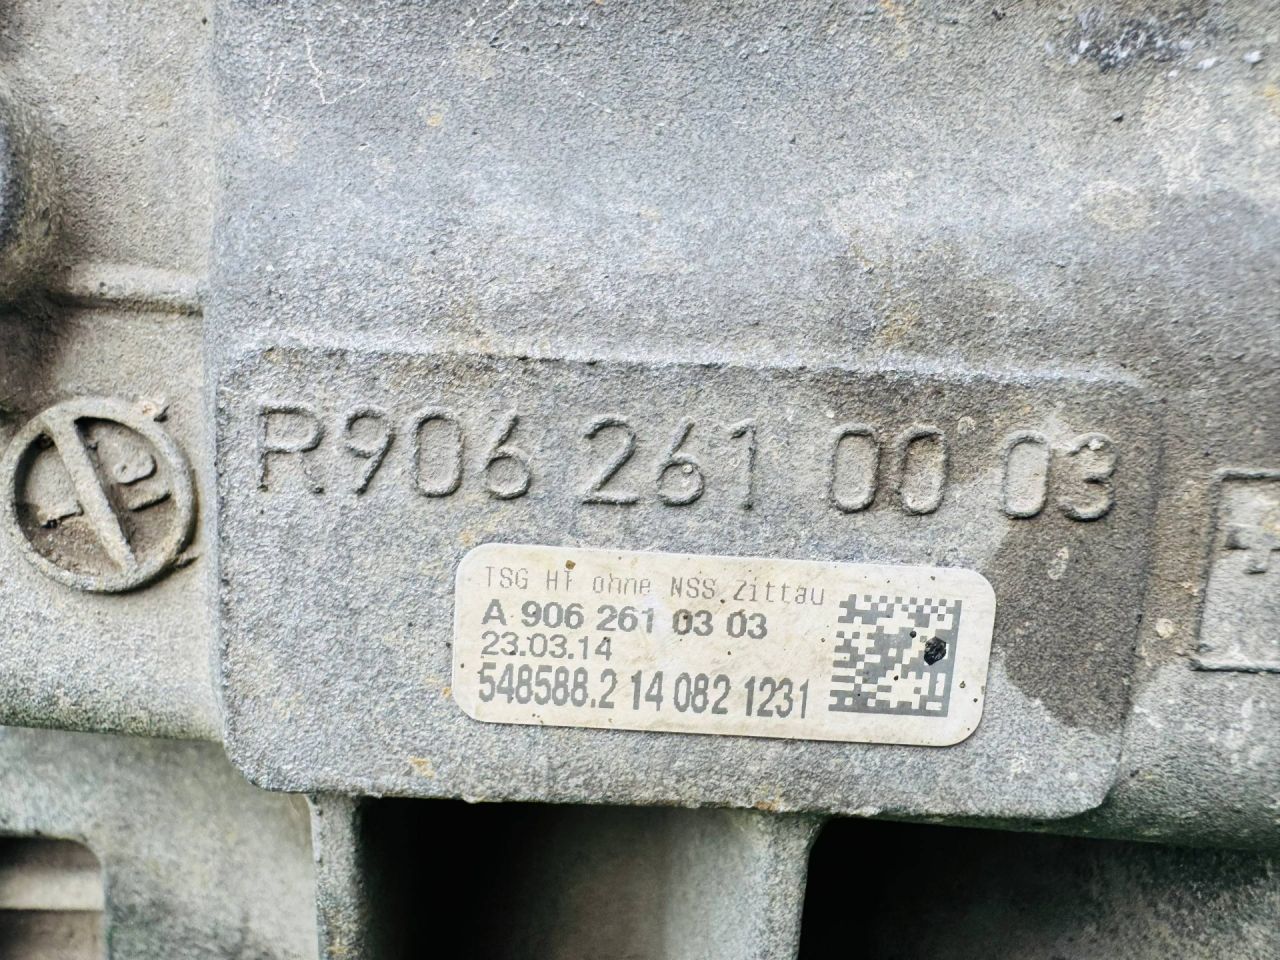 R906 261 00 03
TSG HT ohne NSS Zittau
A 906 261 03 03
23.03.14
548588.2 14 082 1231